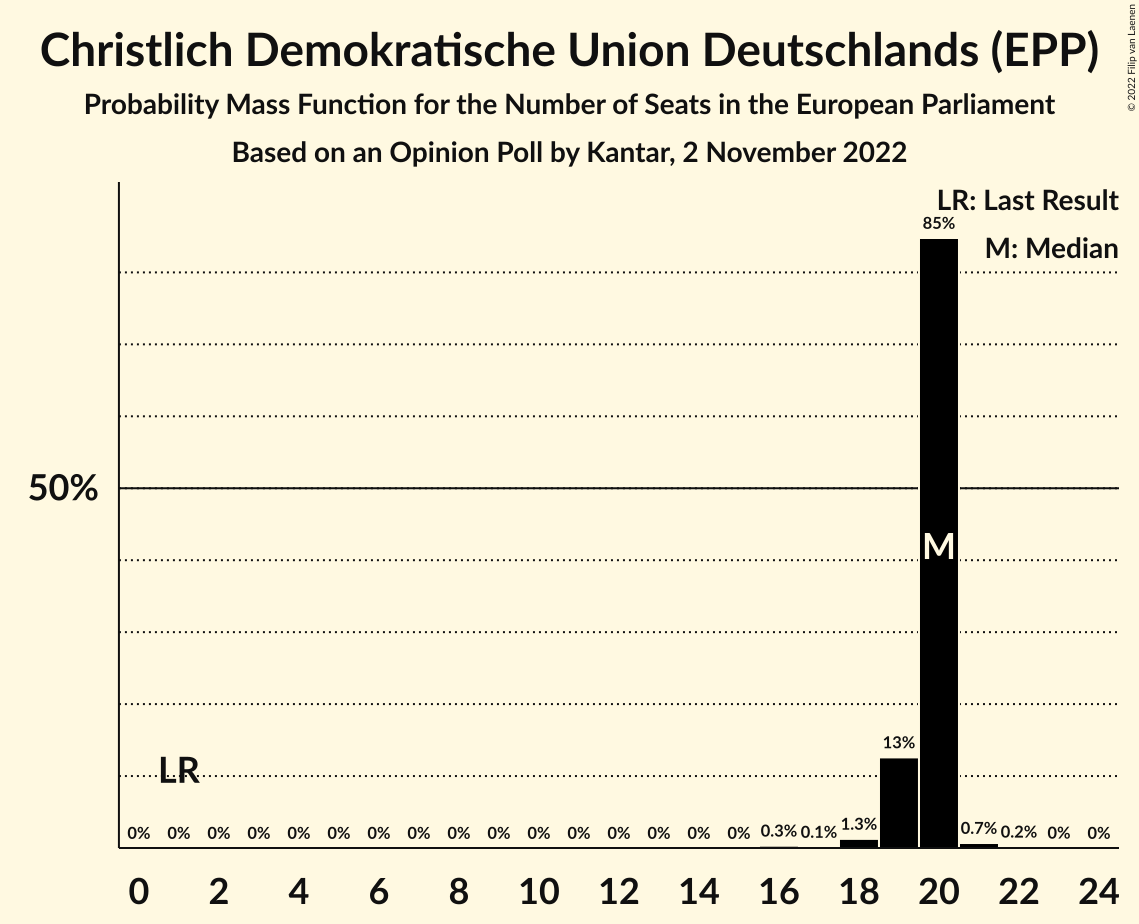 Christlich Demokratische Union Deutschlands (EPP)
Probability Mass Function for the Number of Seats in the European Parliament
Based on an Opinion Poll by Kantar, 2 November 2022
© 2022 Filip van Laenen
LR: Last Result
85%
M: Median
50%
M
13%
LR
0% 0% 0% 0% 0% 0% 0% 0% 0% 0% 0% 0% 0% 0% 0% 0% 0.3% 0.1% 1.3% 0.7% 0.2% 0% 0%
0 2 4 6 8 10 12 14 16 18 20 22 24